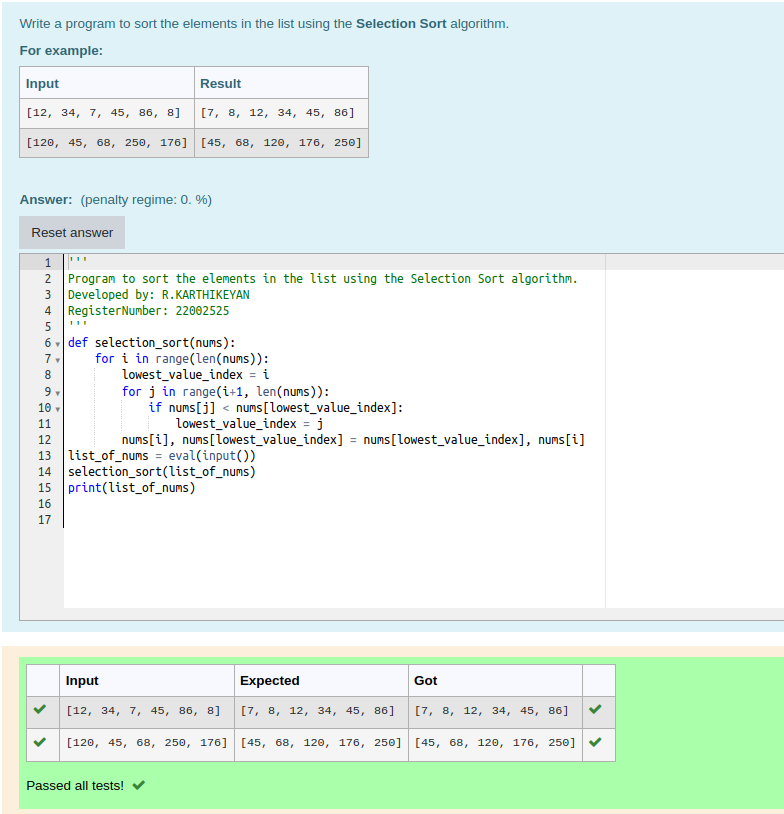 Write a program to sort the elements in the list using the Selection Sort algorithm.
For example:
Input Result
[12, 34, 7, 45, 86, 8] [7, 8, 12, 34, 45, 86]
[120, 45, 68, 250, 176] [45, 68, 120, 176, 250]
Answer: (penalty regime: 0. %)
Reset answer
1 '''
2 Program to sort the elements in the list using the Selection Sort algorithm.
3 Developed by: R.KARTHIKEYAN
4 RegisterNumber: 22002525
5 '''
6 def selection_sort(nums):
7     for i in range(len(nums)):
8         lowest_value_index = i
9         for j in range(i+1, len(nums)):
10             if nums[j] < nums[lowest_value_index]:
11                 lowest_value_index = j
12         nums[i], nums[lowest_value_index] = nums[lowest_value_index], nums[i]
13 list_of_nums = eval(input())
14 selection_sort(list_of_nums)
15 print(list_of_nums)
16
17
Input Expected Got
[12, 34, 7, 45, 86, 8] [7, 8, 12, 34, 45, 86] [7, 8, 12, 34, 45, 86]
[120, 45, 68, 250, 176] [45, 68, 120, 176, 250] [45, 68, 120, 176, 250]
Passed all tests!